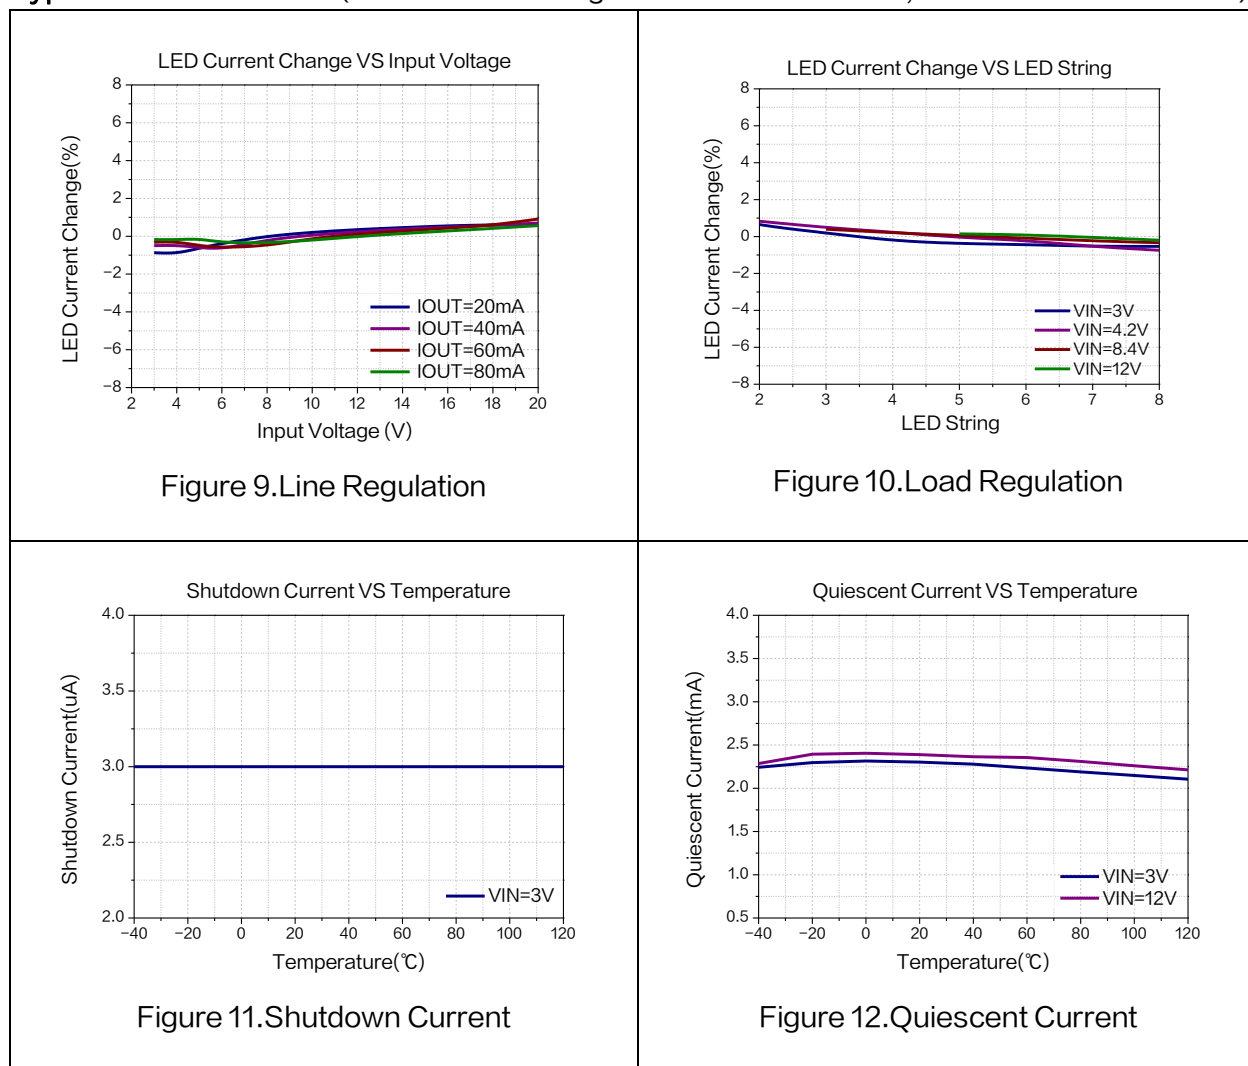 LED Current Change VS Input Voltage
8
6
4
2
0
−2
−4
−6
−8
LED Current Change(%)
IOUT=20mA
IOUT=40mA
IOUT=60mA
IOUT=80mA
2 4 6 8 10 12 14 16 18 20
Input Voltage (V)
Figure 9.Line Regulation
LED Current Change VS LED String
8
6
4
2
0
−2
−4
−6
−8
LED Current Change(%)
VIN=3V
VIN=4.2V
VIN=8.4V
VIN=12V
2 3 4 5 6 7 8
LED String
Figure 10.Load Regulation
Shutdown Current VS Temperature
4.0
3.5
3.0
2.5
2.0
Shutdown Current(uA)
VIN=3V
−40 −20 0 20 40 60 80 100 120
Temperature(℃)
Figure 11.Shutdown Current
Quiescent Current VS Temperature
4.0
3.5
3.0
2.5
2.0
1.5
1.0
0.5
Quiescent Current(mA)
VIN=3V
VIN=12V
−40 −20 0 20 40 60 80 100 120
Temperature(℃)
Figure 12.Quiescent Current